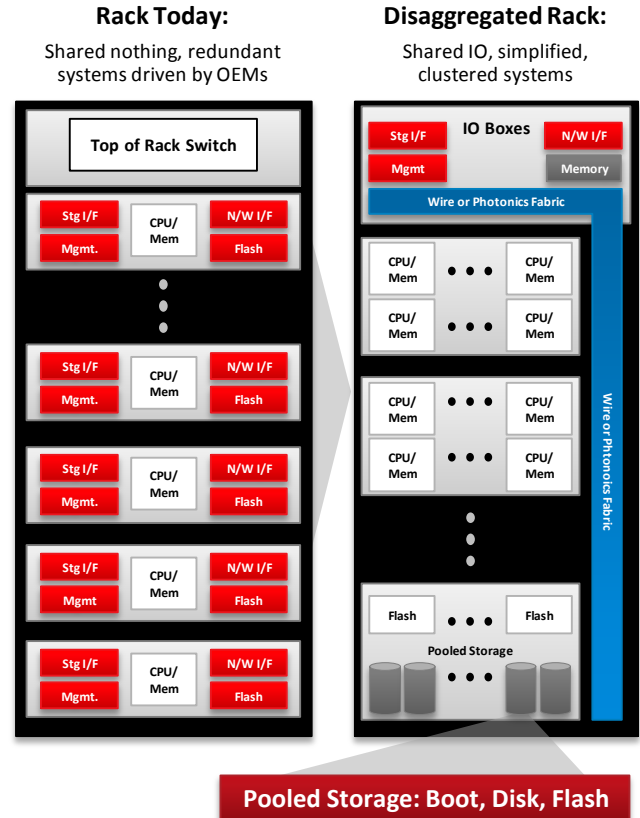 Rack Today:
Shared nothing, redundant
systems driven by OEMs
Top of Rack Switch
Stg I/F
CPU/
Mem
N/W I/F
Mgmt.
Flash
Stg I/F
CPU/
Mem
N/W I/F
Mgmt.
Flash
Stg I/F
CPU/
Mem
N/W I/F
Mgmt.
Flash
Stg I/F
CPU/
Mem
N/W I/F
Mgmt
Flash
Stg I/F
CPU/
Mem
N/W I/F
Mgmt.
Flash
Disaggregated Rack:
Shared IO, simplified,
clustered systems
Stg I/F
IO Boxes
N/W I/F
Mgmt
Memory
Wire or Photonics Fabric
CPU/
Mem
CPU/
Mem
CPU/
Mem
CPU/
Mem
CPU/
Mem
CPU/
Mem
CPU/
Mem
CPU/
Mem
Wire or Phtonoics Fabric
Flash
Flash
Pooled Storage
Pooled Storage: Boot, Disk, Flash